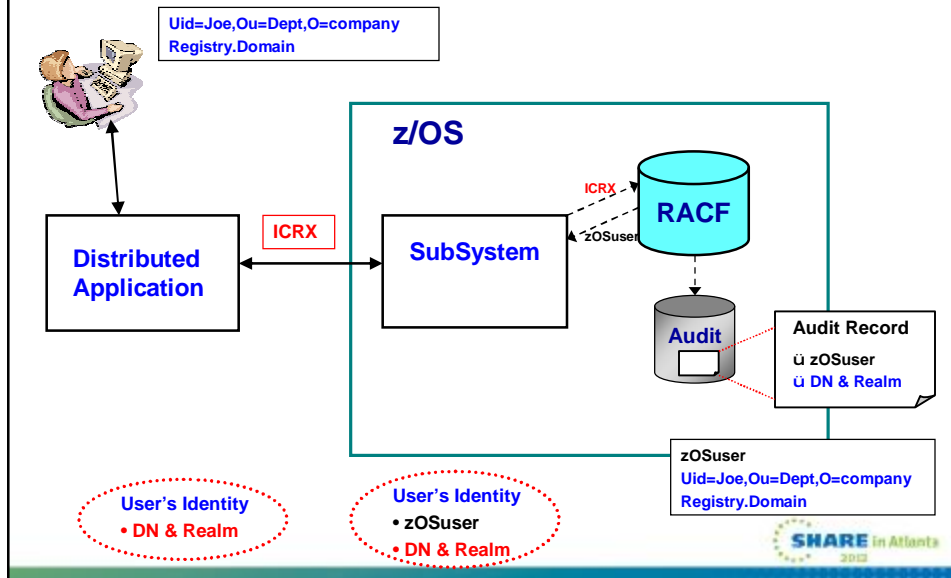 Uid=Joe,Ou=Dept,O=company
Registry.Domain
z/OS
ICRX
RACF
ICRX
zOSuser
SubSystem
Distributed
Application
Audit
Audit Record
ü zOSuser
ü DN & Realm
zOSuser
Uid=Joe,Ou=Dept,O=company
Registry.Domain
User's Identity
• DN & Realm
User's Identity
• zOSuser
• DN & Realm
SHARE in Atlanta
2012